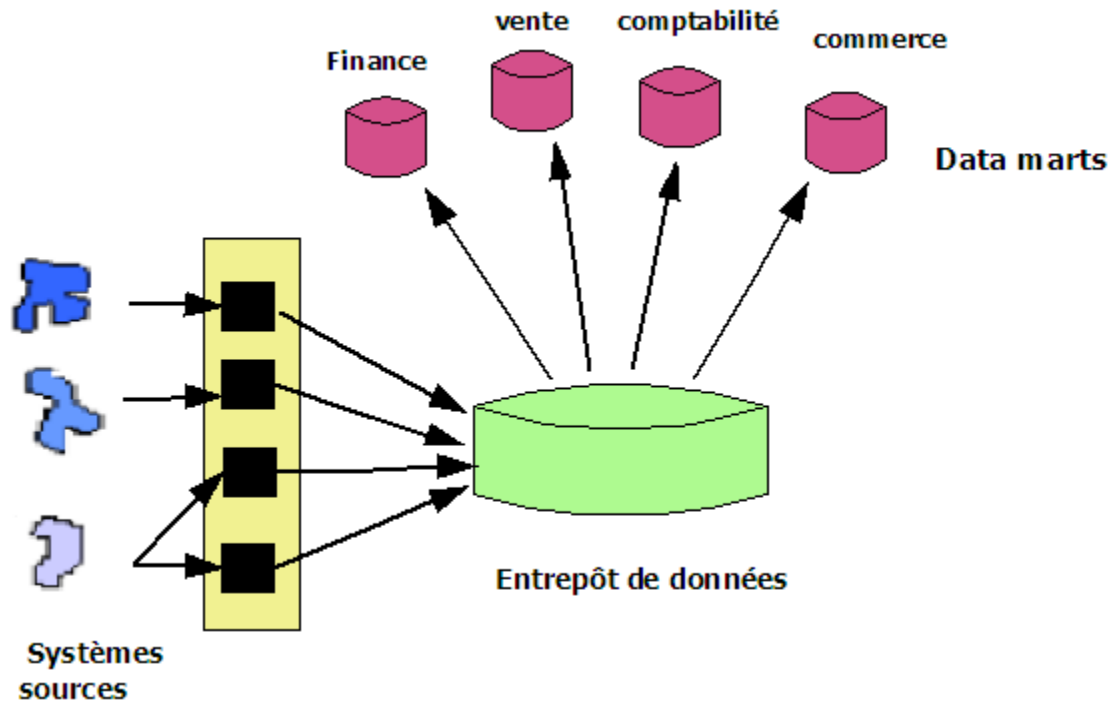 vente
comptabilité
commerce
Finance
Data marts
Entrepôt de données
Systèmes
sources